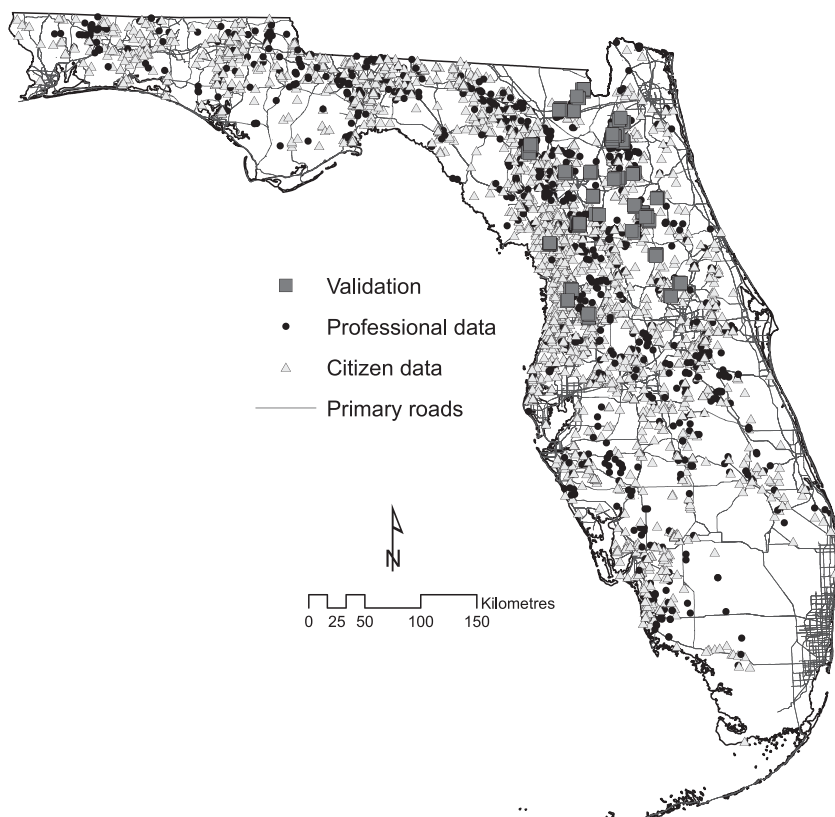 Validation
Professional data
Citizen data
Primary roads
N
Kilometres
0 25 50 100 150